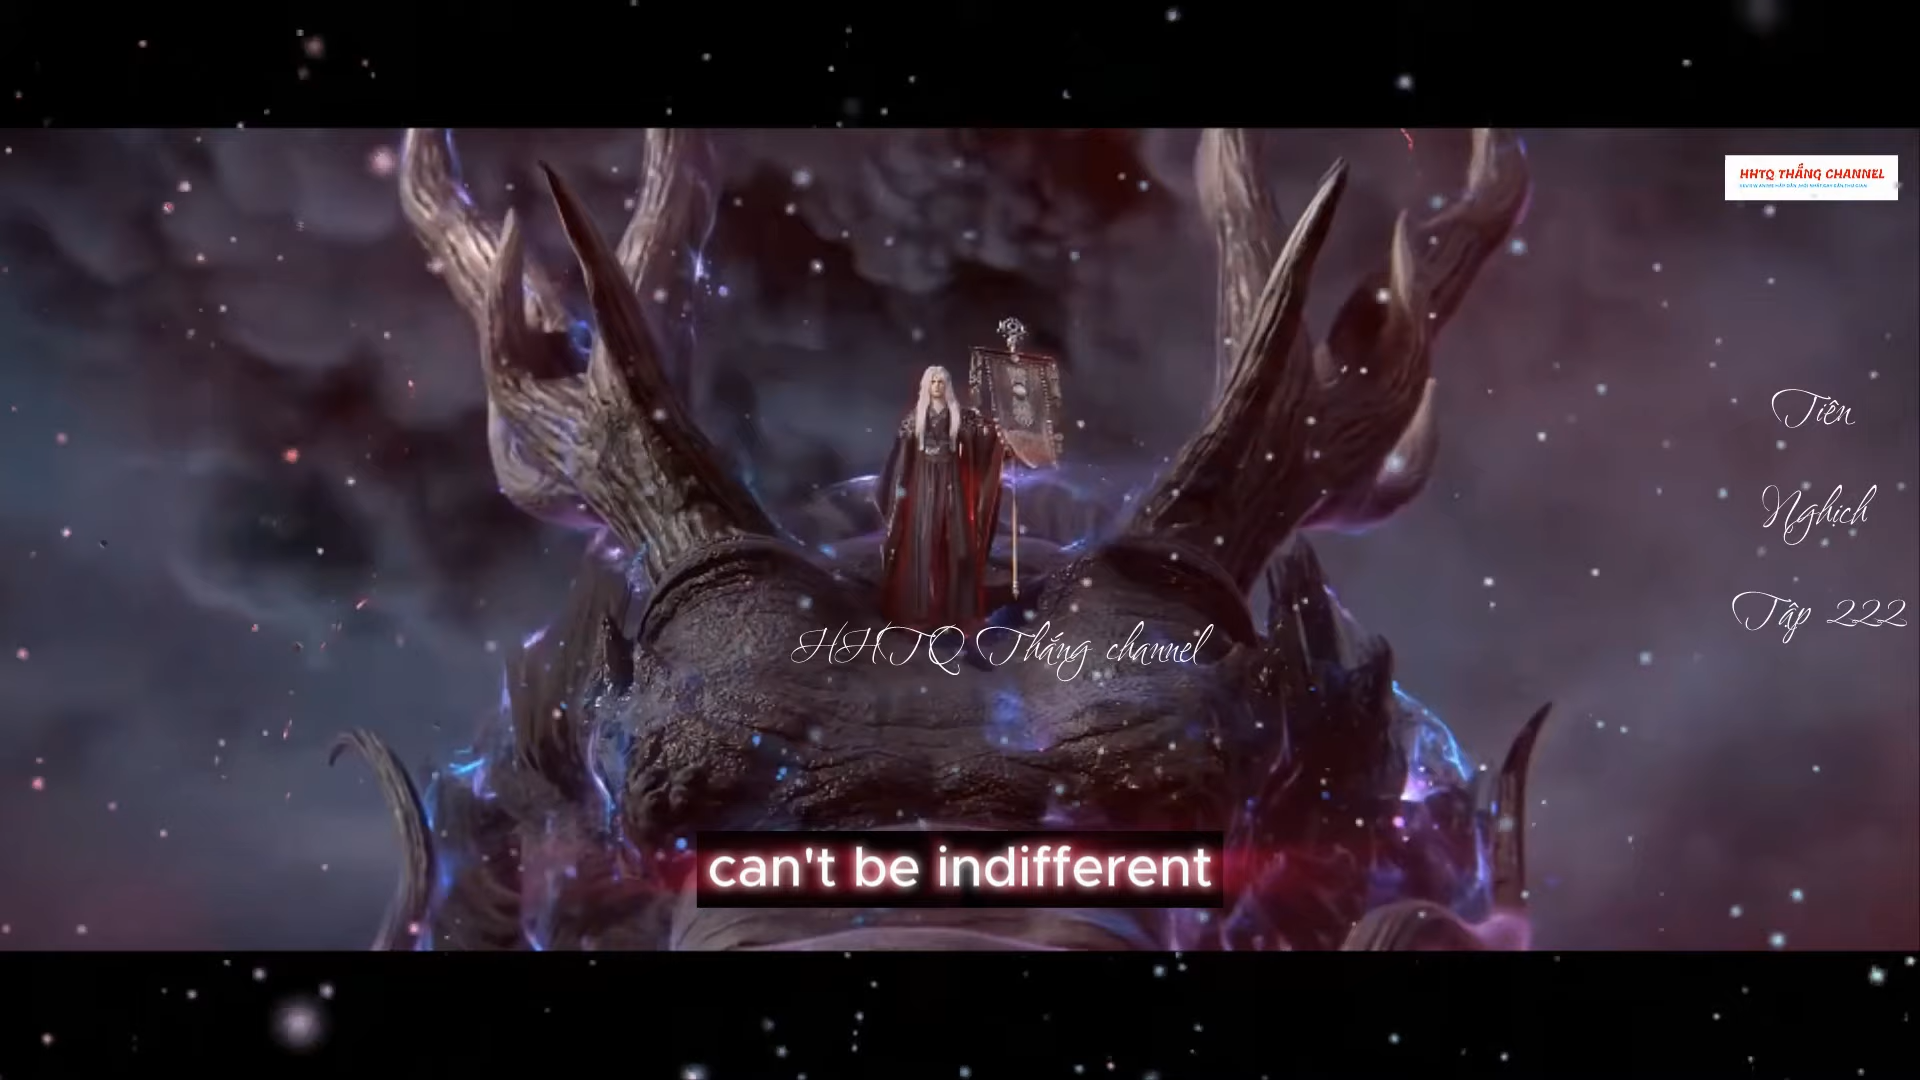 HHTQ THẮNG CHANNEL
Tiên
Nghịch
Tập 222
HHTQ Thắng channel
can't be indifferent